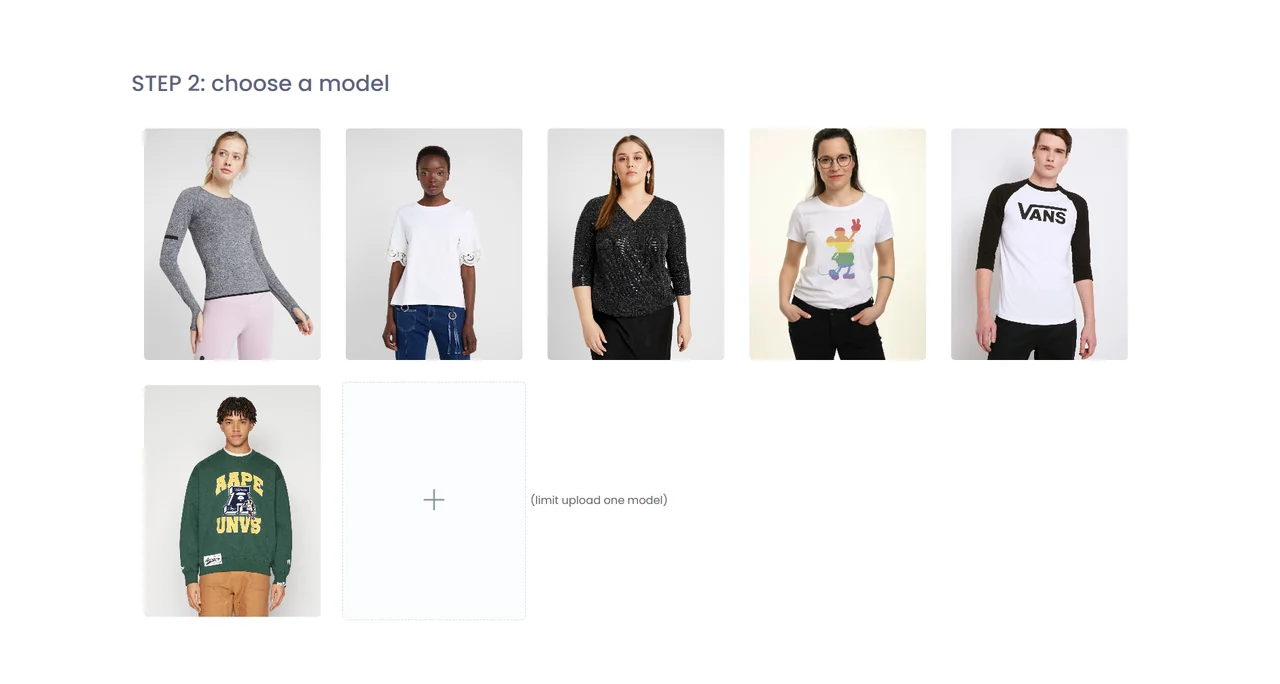 STEP 2: choose a model
VANS
AAPE
UNVS
(limit upload one model)